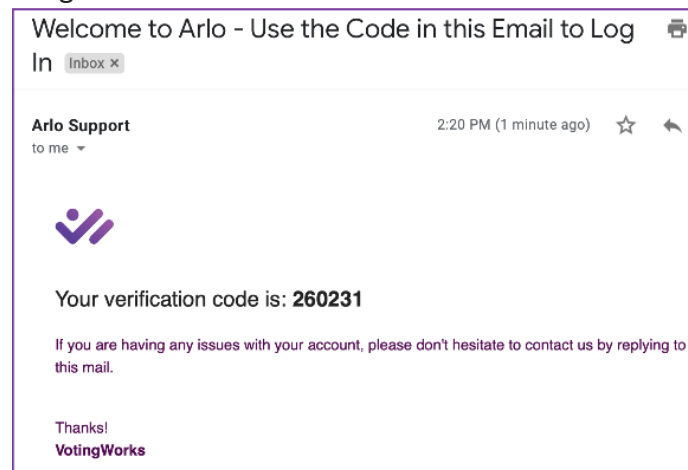 Welcome to Arlo - Use the Code in this Email to Log
In Inbox ×
Arlo Support 2:20 PM (1 minute ago)
to me
Your verification code is: 260231
If you are having any issues with your account, please don't hesitate to contact us by replying to
this mail.
Thanks!
VotingWorks